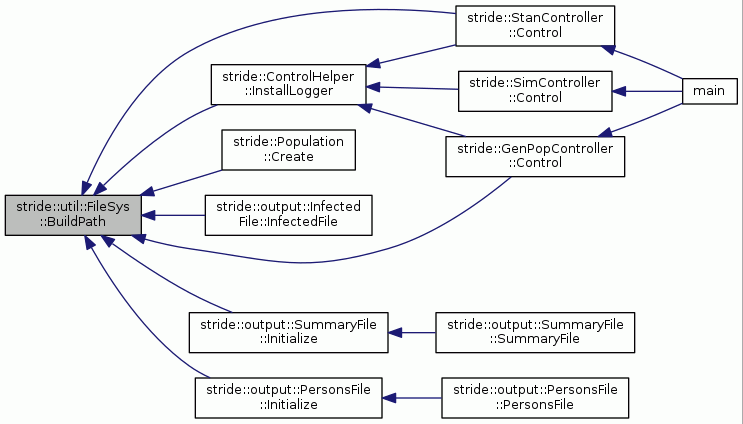 stride::StanController
::Control
stride::ControlHelper
::InstallLogger
stride::SimController
::Control
main
stride::Population
::Create
stride::GenPopController
::Control
stride::util::FileSys
::BuildPath
stride::output::Infected
File::InfectedFile
stride::output::SummaryFile
::Initialize
stride::output::SummaryFile
::SummaryFile
stride::output::PersonsFile
::Initialize
stride::output::PersonsFile
::PersonsFile